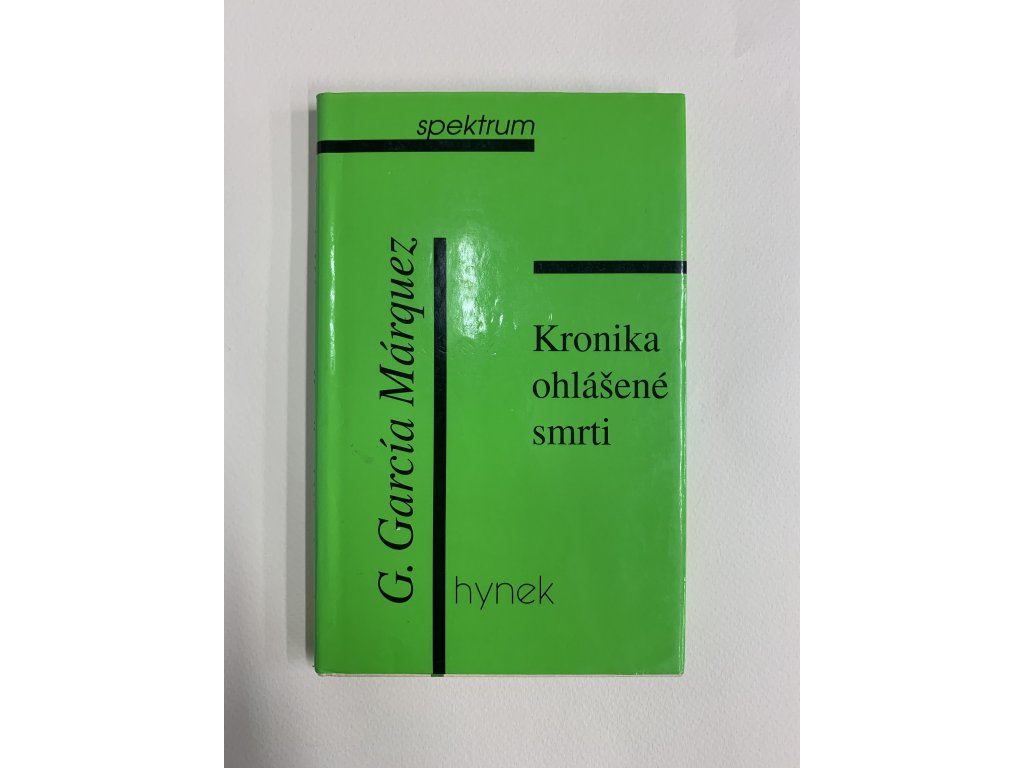 spektrum
G. García Márquez
Kronika
ohlášené
smrti
hynek